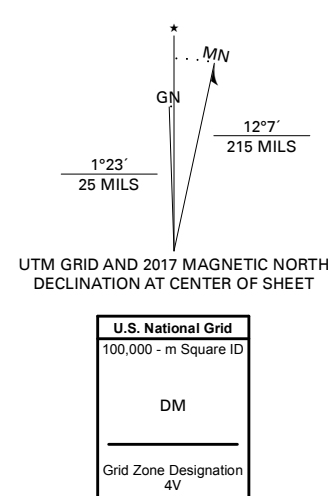 ★
MN
GN
12°7´
215 MILS
1°23´
25 MILS
UTM GRID AND 2017 MAGNETIC NORTH
DECLINATION AT CENTER OF SHEET
U.S. National Grid
100,000 - m Square ID
DM
Grid Zone Designation
4V